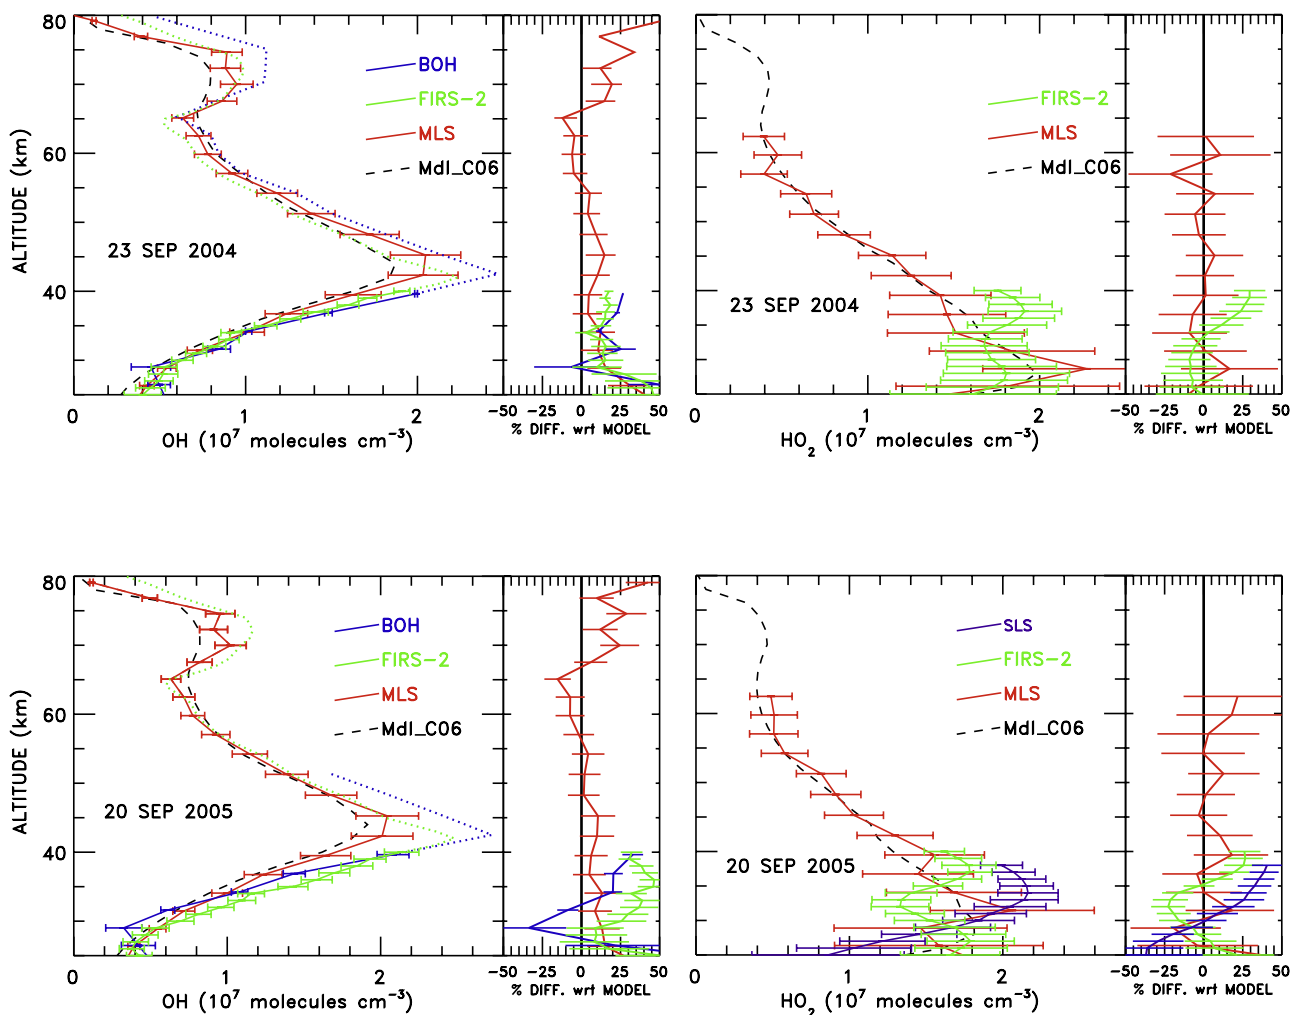 80
60
40
ALTITUDE (km)
BOH
FIRS-2
MLS
Mdl_C06
23 SEP 2004
0 1 2
OH (10⁷ molecules cm⁻³)
-50 -25 0 25 50
% DIFF. wrt MODEL
FIRS-2
MLS
Mdl_C06
23 SEP 2004
0 1 2
HO₂ (10⁷ molecules cm⁻³)
-50 -25 0 25 50
% DIFF. wrt MODEL
80
60
40
ALTITUDE (km)
BOH
FIRS-2
MLS
Mdl_C06
20 SEP 2005
0 1 2
OH (10⁷ molecules cm⁻³)
-50 -25 0 25 50
% DIFF. wrt MODEL
SLS
FIRS-2
MLS
Mdl_C06
20 SEP 2005
0 1 2
HO₂ (10⁷ molecules cm⁻³)
-50 -25 0 25 50
% DIFF. wrt MODEL